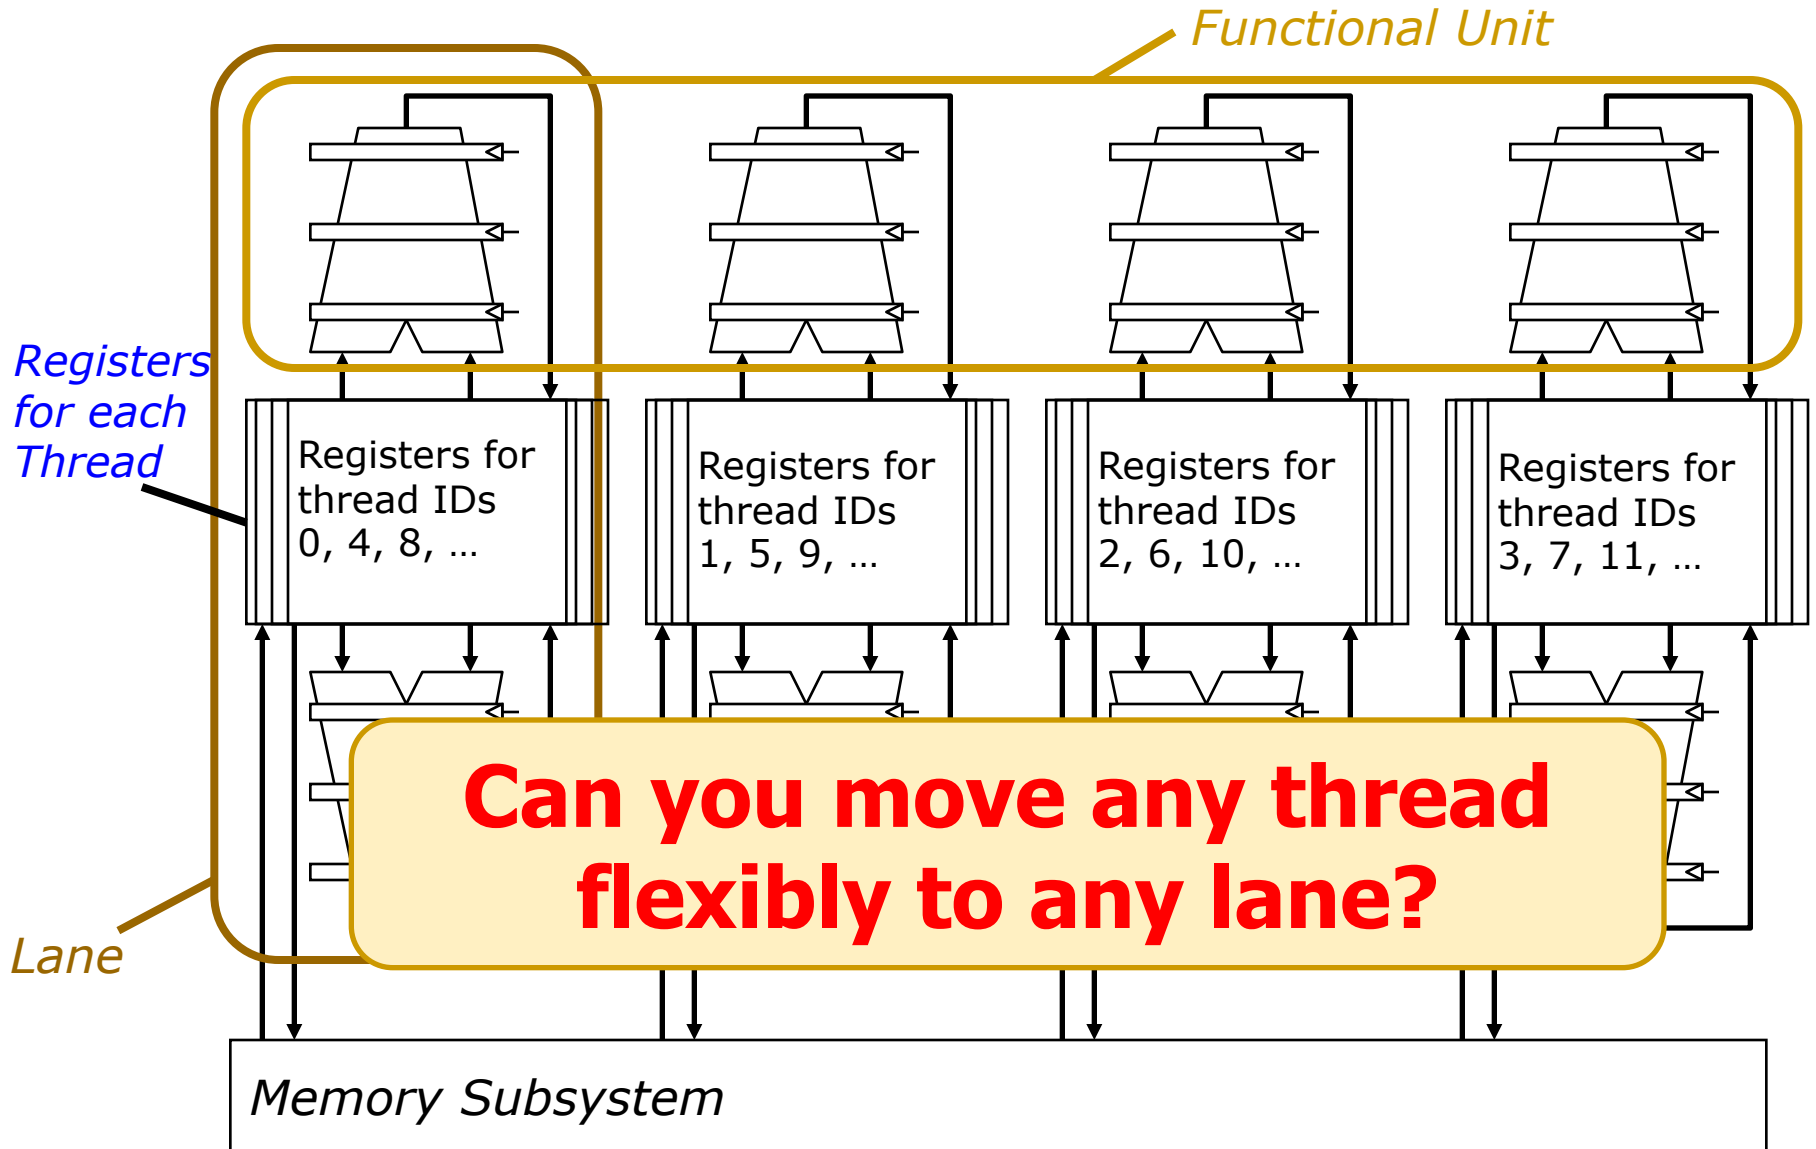 Functional Unit
Registers
for each
Thread
Registers for
thread IDs
0, 4, 8, …
Registers for
thread IDs
1, 5, 9, …
Registers for
thread IDs
2, 6, 10, …
Registers for
thread IDs
3, 7, 11, …
Can you move any thread
flexibly to any lane?
Lane
Memory Subsystem